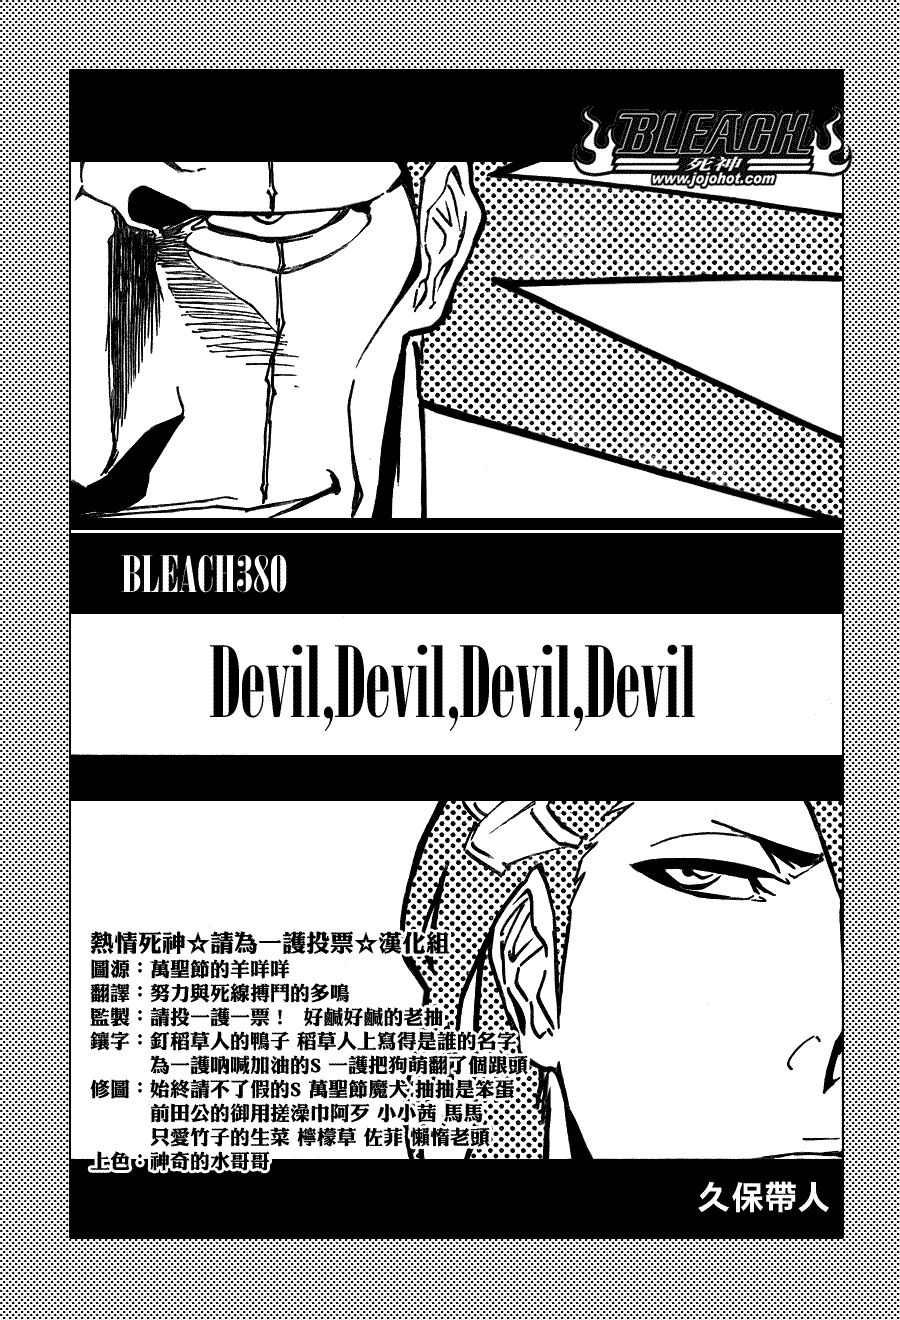 BLEACH
死神
www.jojohot.com
BLEACH380
Devil,Devil,Devil,Devil
熱情死神☆請為一護投票☆漢化組
圖源：萬聖節的羊咩咩
翻譯：努力與死線搏鬥的多鳴
監製：請投一護一票！ 好鹹好鹹的老抽
鑲字：釘稻草人的鴨子 稻草人上寫得是誰的名字
為一護吶喊加油的S 一護把狗萌翻了個跟頭
修圖：始終請不了假的S 萬聖節魔犬 抽抽是笨蛋
前田公的御用搓澡巾阿歹 小小茜 馬馬
只愛竹子的生菜 檸檬草 佐菲 懶惰老頭
上色：神奇的水哥哥
久保帶人